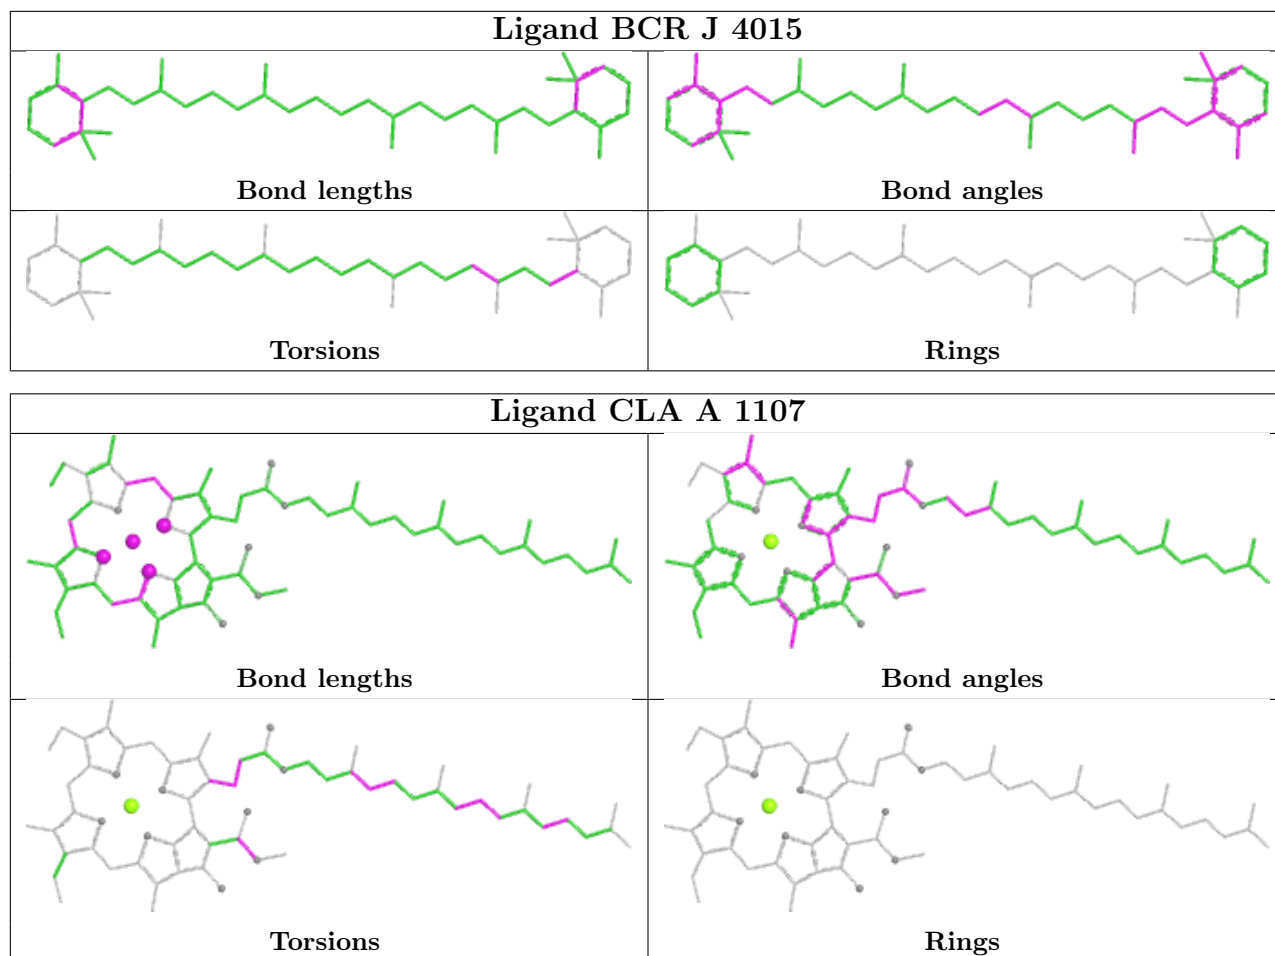 Ligand BCR J 4015
Bond lengths
Bond angles
Torsions
Rings
Ligand CLA A 1107
Bond lengths
Bond angles
Torsions
Rings